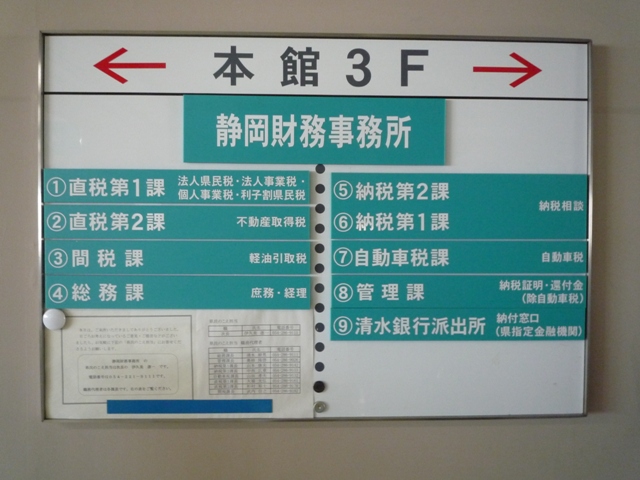 本館3F
静岡財務事務所
①直税第1課 法人県民税・法人事業税・
個人事業税・利子割県民税
②直税第2課 不動産取得税
③間税課 軽油引取税
④総務課 庶務・経理
⑤納税第2課
⑥納税第1課
納税相談
⑦自動車税課 自動車税
⑧管理課 納税証明・還付金
(除自動車税)
⑨清水銀行派出所 納付窓口
(県指定金融機関)